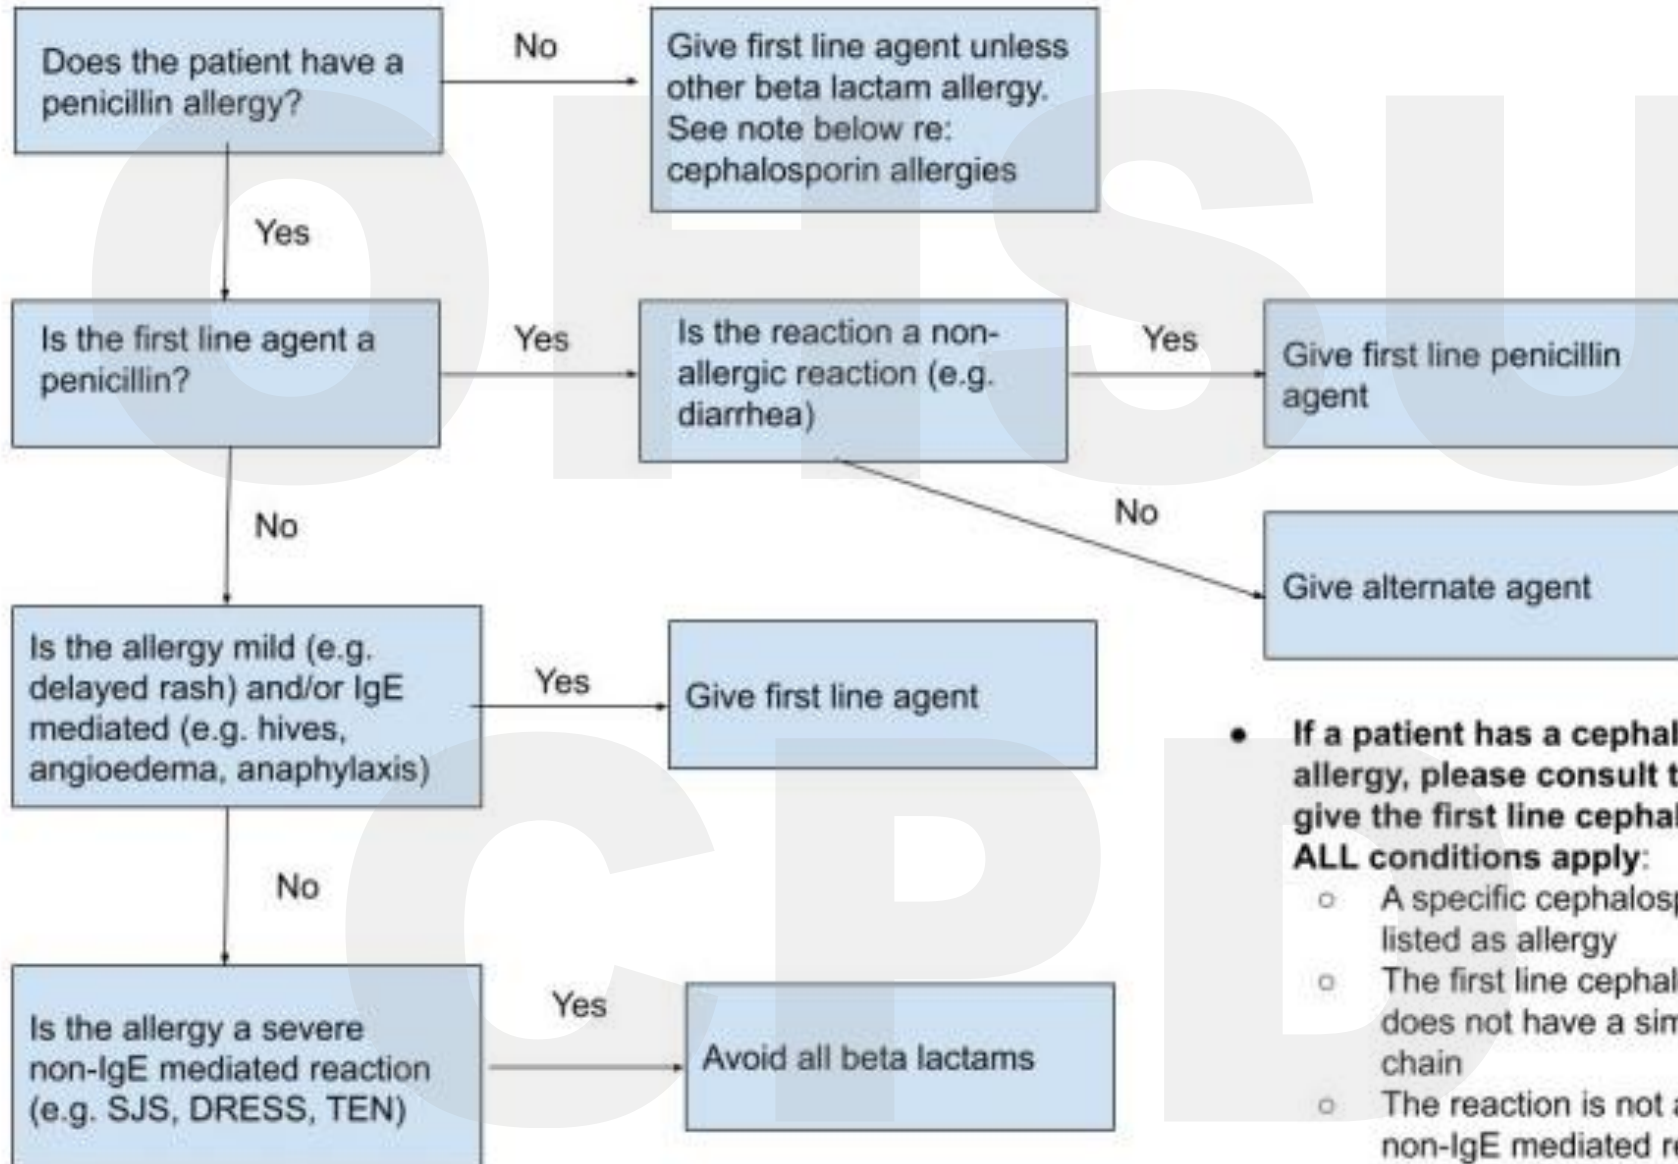 Does the patient have a
penicillin allergy?
No
Give first line agent unless
other beta lactam allergy.
See note below re:
cephalosporin allergies
Yes
Is the first line agent a
penicillin?
Yes
Is the reaction a non-
allergic reaction (e.g.
diarrhea)
Yes
Give first line penicillin
agent
No
No
Give alternate agent
Is the allergy mild (e.g.
delayed rash) and/or IgE
mediated (e.g. hives,
angioedema, anaphylaxis)
Yes
Give first line agent
No
Is the allergy a severe
non-IgE mediated reaction
(e.g. SJS, DRESS, TEN)
Yes
Avoid all beta lactams
● If a patient has a
allergy, please consult
give the first line
ALL conditions apply:
○ A specific
listed as allergy
○ The first line
does not have a
chain
○ The reaction is not
non-IgE mediated
OHSU
CPD